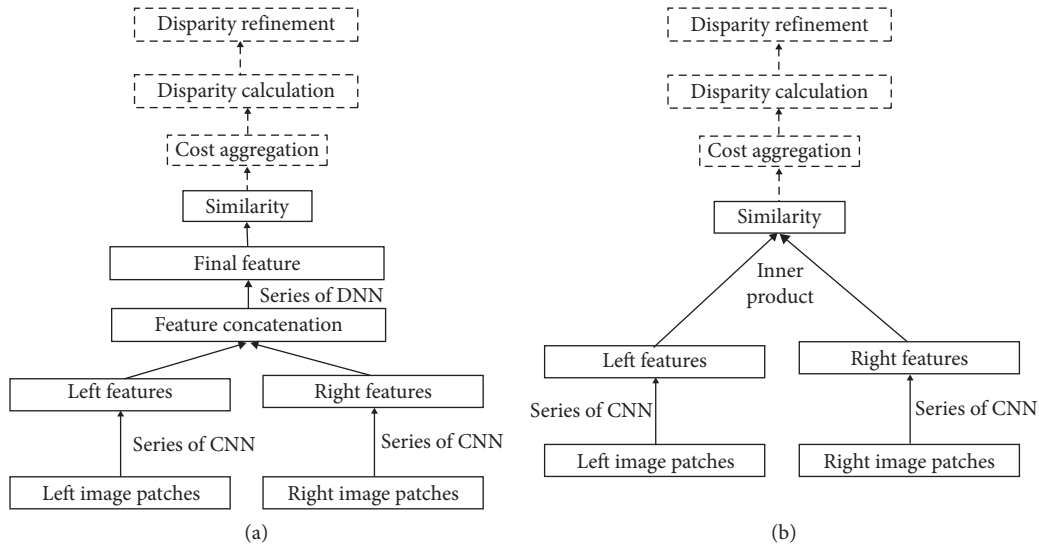 Disparity refinement
Disparity calculation
Cost aggregation
Similarity
Final feature
Series of DNN
Feature concatenation
Left features
Right features
Series of CNN
Series of CNN
Left image patches
Right image patches
(a)
Disparity refinement
Disparity calculation
Cost aggregation
Similarity
Inner
product
Left features
Right features
Series of CNN
Series of CNN
Left image patches
Right image patches
(b)